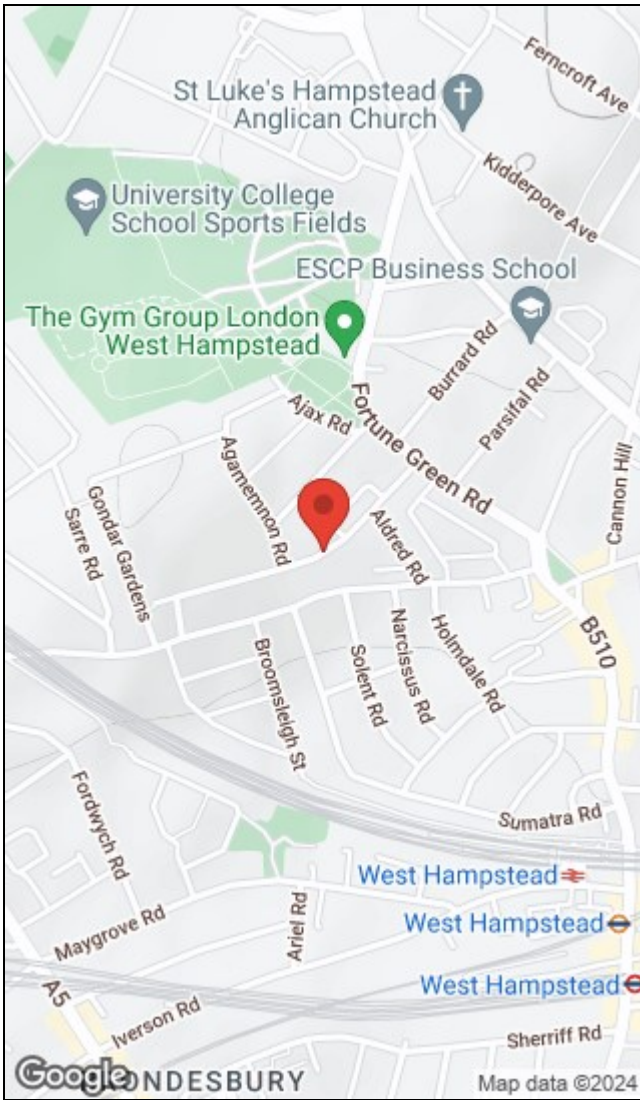 Ferncroft Ave
St Luke's Hampstead
Anglican Church
Kidderpore Ave
University College
School Sports Fields
ESCP Business School
The Gym Group London
West Hampstead
Burrard Rd
Ajax Rd
Fortune Green Rd
Parsifal Rd
Agamemnon Rd
Cannon Hill
Gondar Gardens
Sarre Rd
Aldred Rd
B510
Narcissus Rd
Holmdale Rd
Solent Rd
Broomsleigh St
Fordwych Rd
Sumatra Rd
West Hampstead
Ariel Rd
West Hampstead
Maygrove Rd
West Hampstead
A5
Iverson Rd
Sherriff Rd
Google
ONDESBURY
Map data ©2024